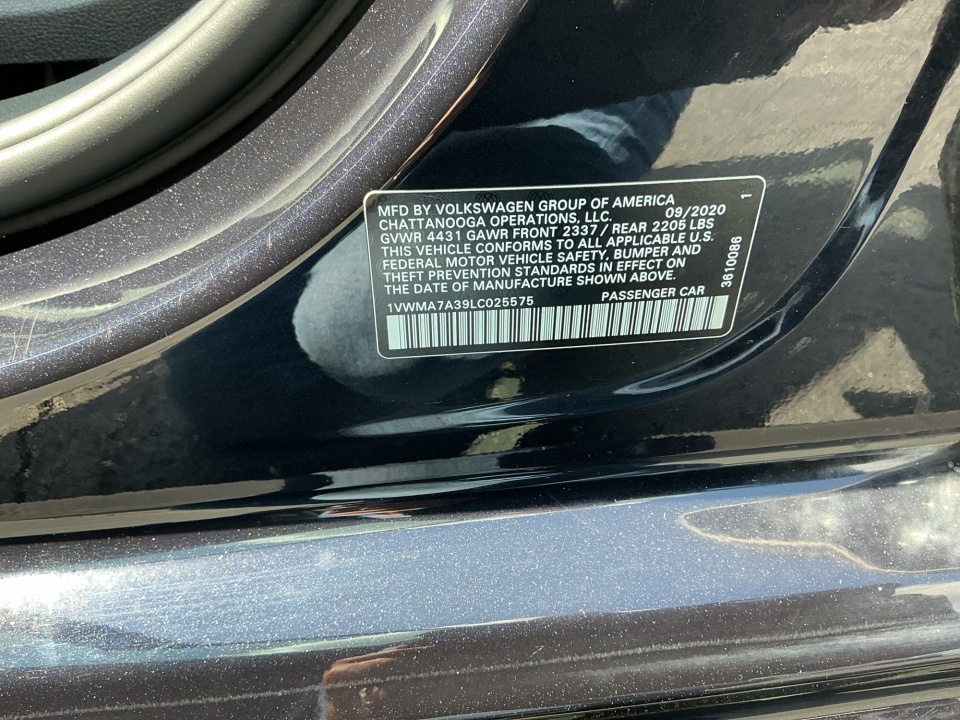 MFD BY VOLKSWAGEN GROUP OF AMERICA
CHATTANOOGA OPERATIONS, LLC. 09/2020
GVWR 4431 GAWR FRONT 2337 / REAR 2205 LBS
THIS VEHICLE CONFORMS TO ALL APPLICABLE U.S.
FEDERAL MOTOR VEHICLE SAFETY, BUMPER AND
THEFT PREVENTION STANDARDS IN EFFECT ON
THE DATE OF MANUFACTURE SHOWN ABOVE.
1VWMA7A39LC025575 PASSENGER CAR
3610086 1